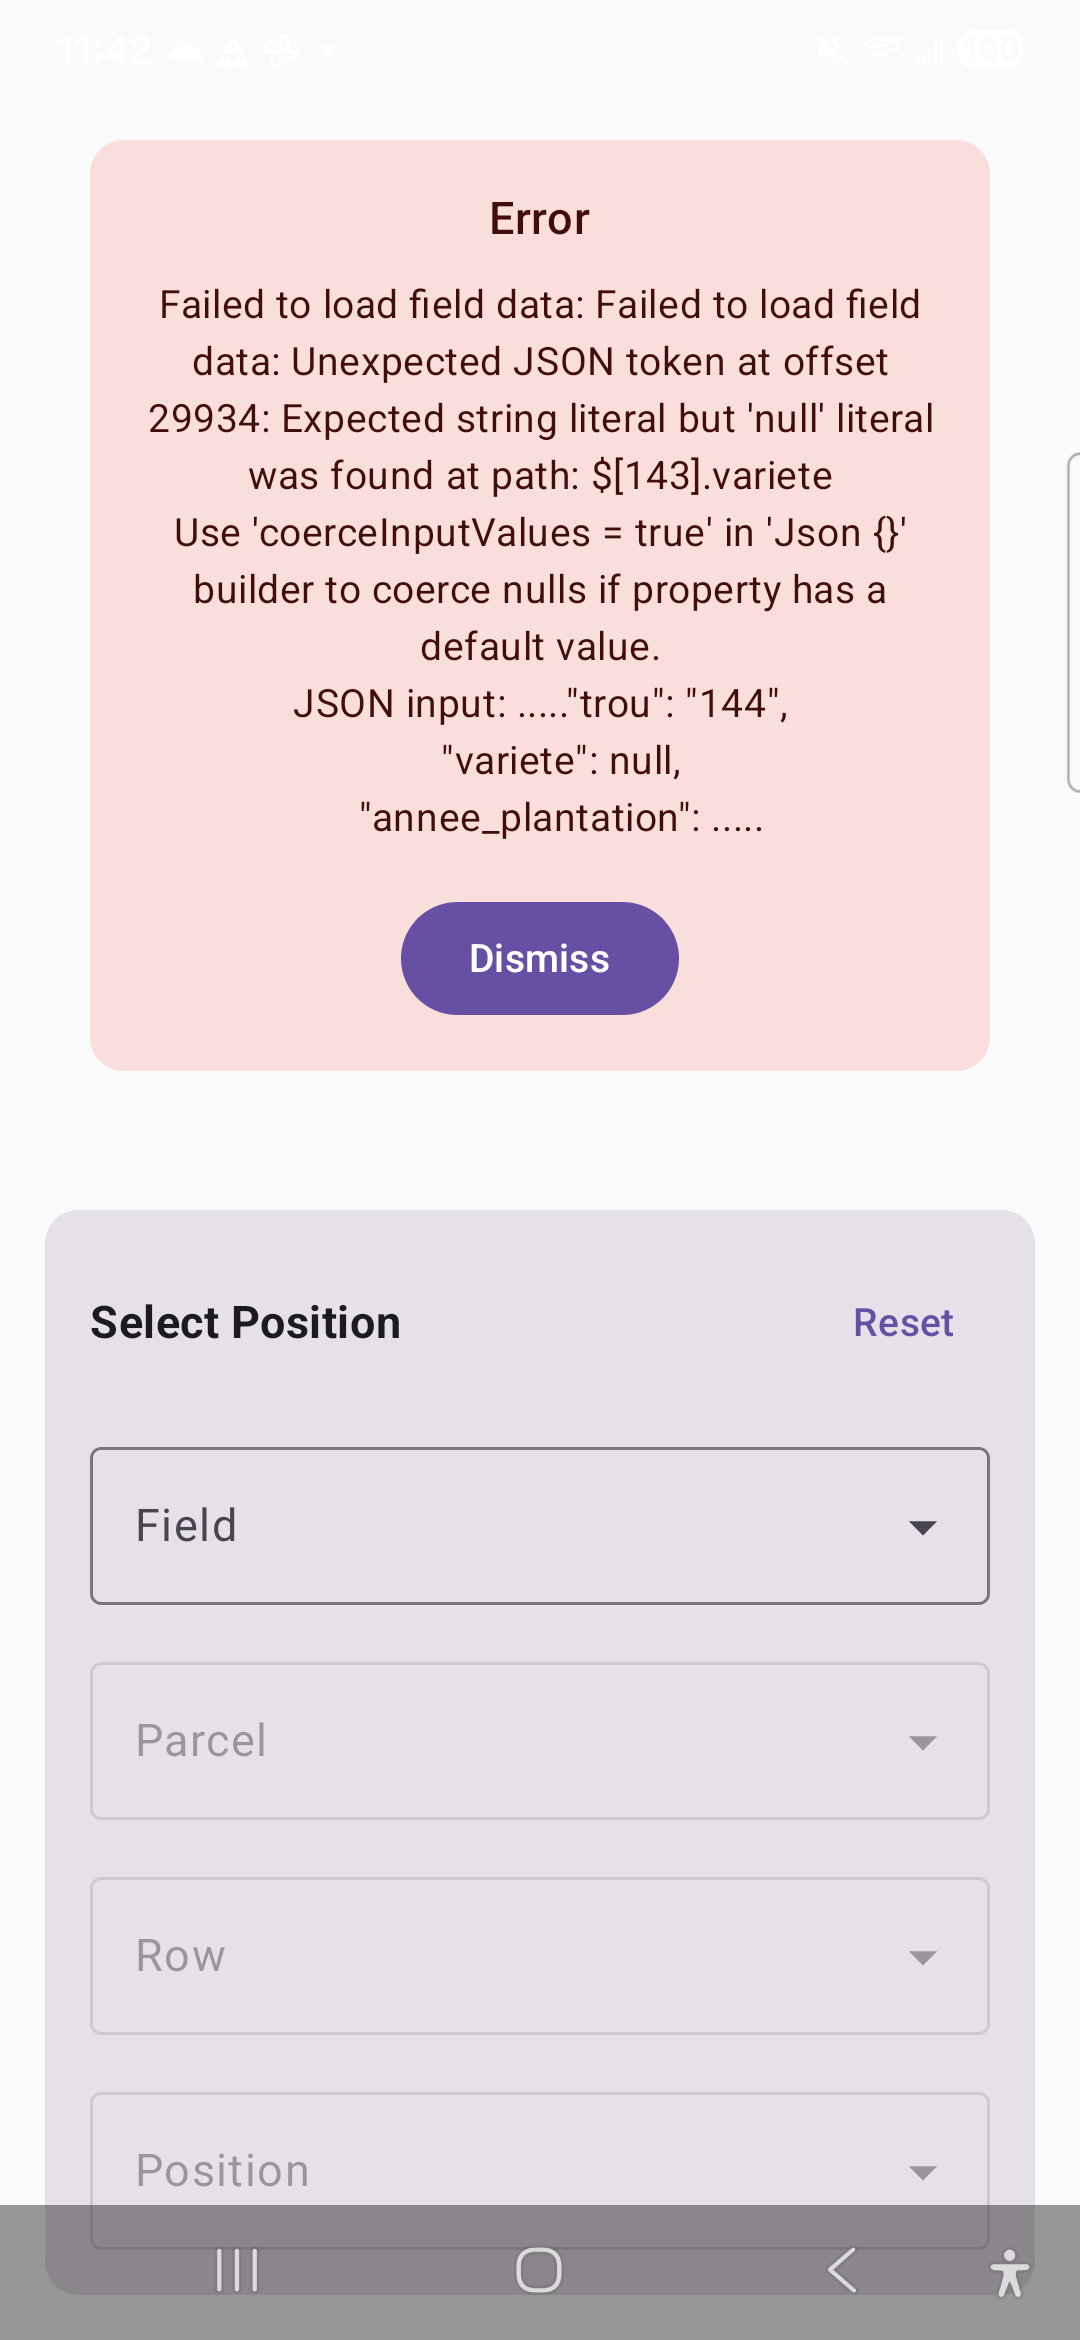 11:42
100
Error
Failed to load field data: Failed to load field
data: Unexpected JSON token at offset
29934: Expected string literal but 'null' literal
was found at path: $[143].variete
Use 'coerceInputValues = true' in 'Json {}'
builder to coerce nulls if property has a
default value.
JSON input: ....."trou": "144",
"variete": null,
"annee_plantation": .....
Dismiss
Select Position
Reset
Field
Parcel
Row
Position